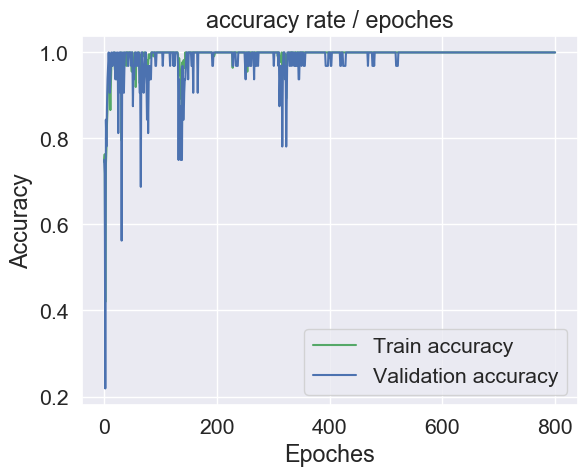 accuracy rate / epoches
1.0
0.8
0.6
0.4
0.2
Accuracy
Train accuracy
Validation accuracy
0 200 400 600 800
Epoches